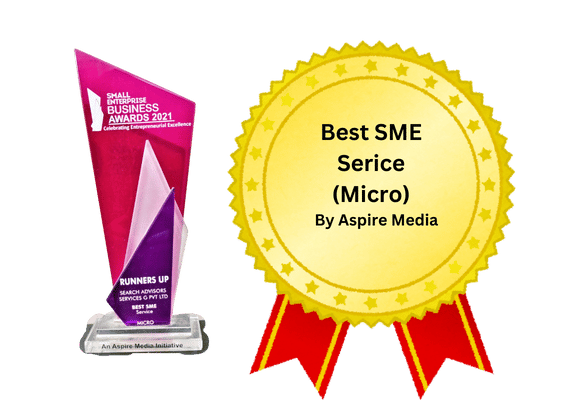 SMALL
ENTERPRISE
BUSINESS
AWARDS 2021
Celebrating Entrepreneurial Excellence
RUNNERS UP
SEARCH ADVISORS
SERVICES G PVT LTD
BEST SME
Service
MICRO
An Aspire Media Initiative
Best SME
Serice
(Micro)
By Aspire Media